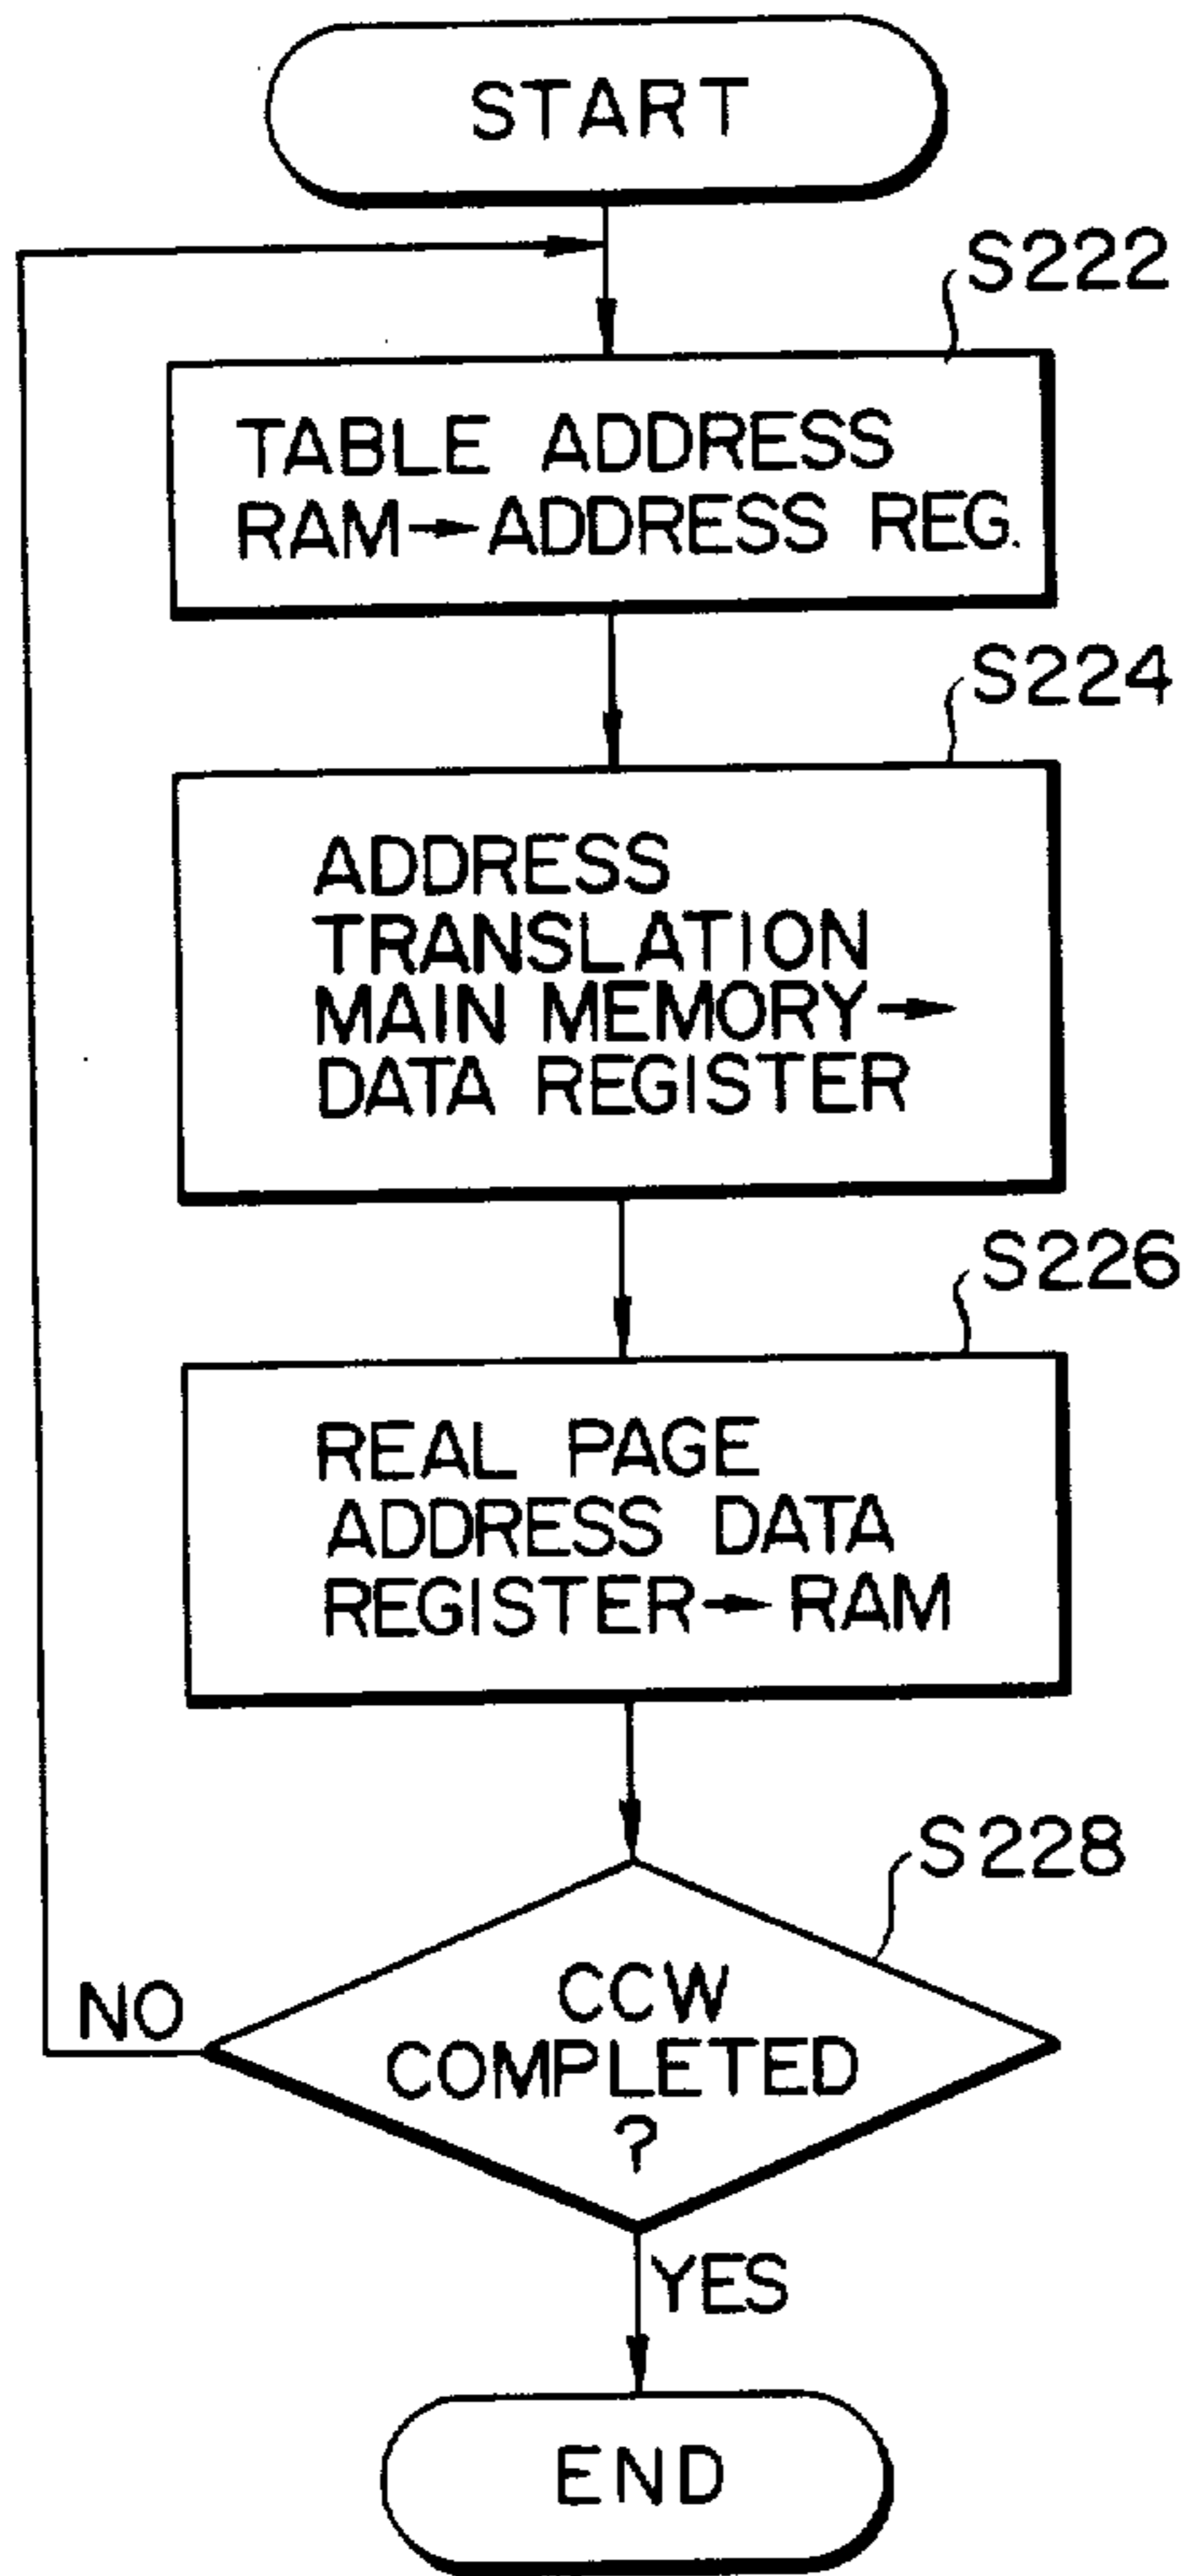 START
S222
TABLE ADDRESS
RAM→ADDRESS REG.
S224
ADDRESS
TRANSLATION
MAIN MEMORY→
DATA REGISTER
S226
REAL PAGE
ADDRESS DATA
REGISTER→RAM
S228
CCW
COMPLETED
?
NO
YES
END